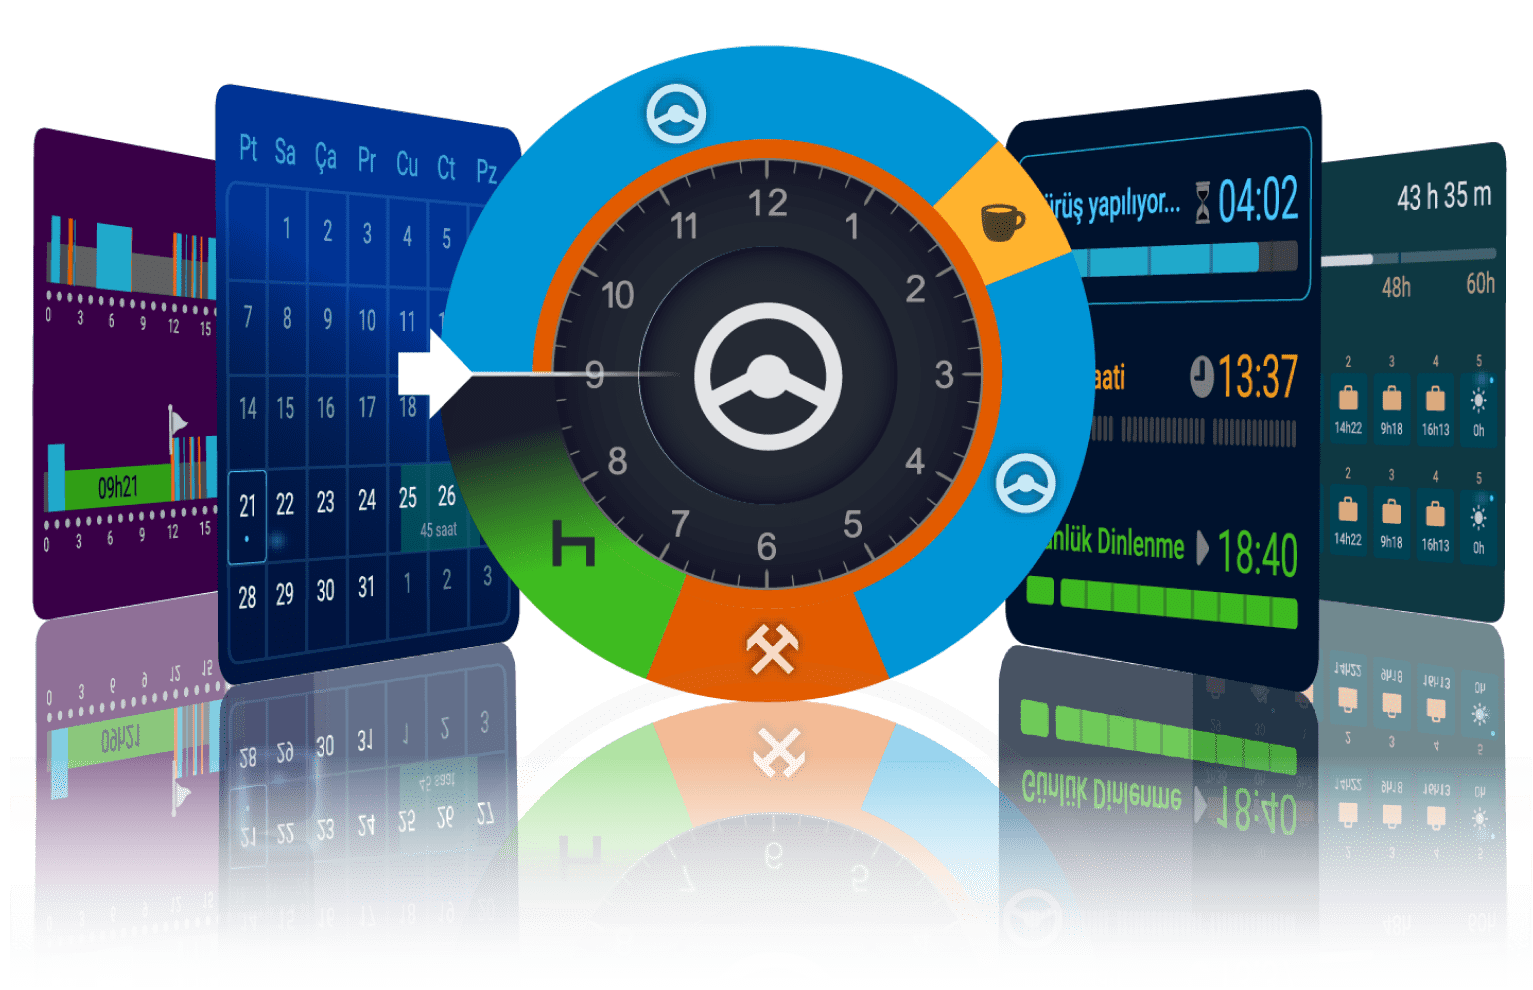 0 3 6 9 12 15
09h21
0 3 6 9 12 15
Pt Sa Ça Pr Cu Ct Pz
1 2 3 4 5
7 8 9 10 11
14 15 16 17 18
21 22 23 24 25 26
45 saat
28 29 30 31 1 2 3
12 1 2 3 4 5 6 7 8 9 10 11
yapılıyor... 04:02
13:37
Dinlenme 18:40
43 h 35 m
48h 60h
2 3 4 5
14h22 9h18 16h13 0h
2 3 4 5
14h22 9h18 16h13 0h